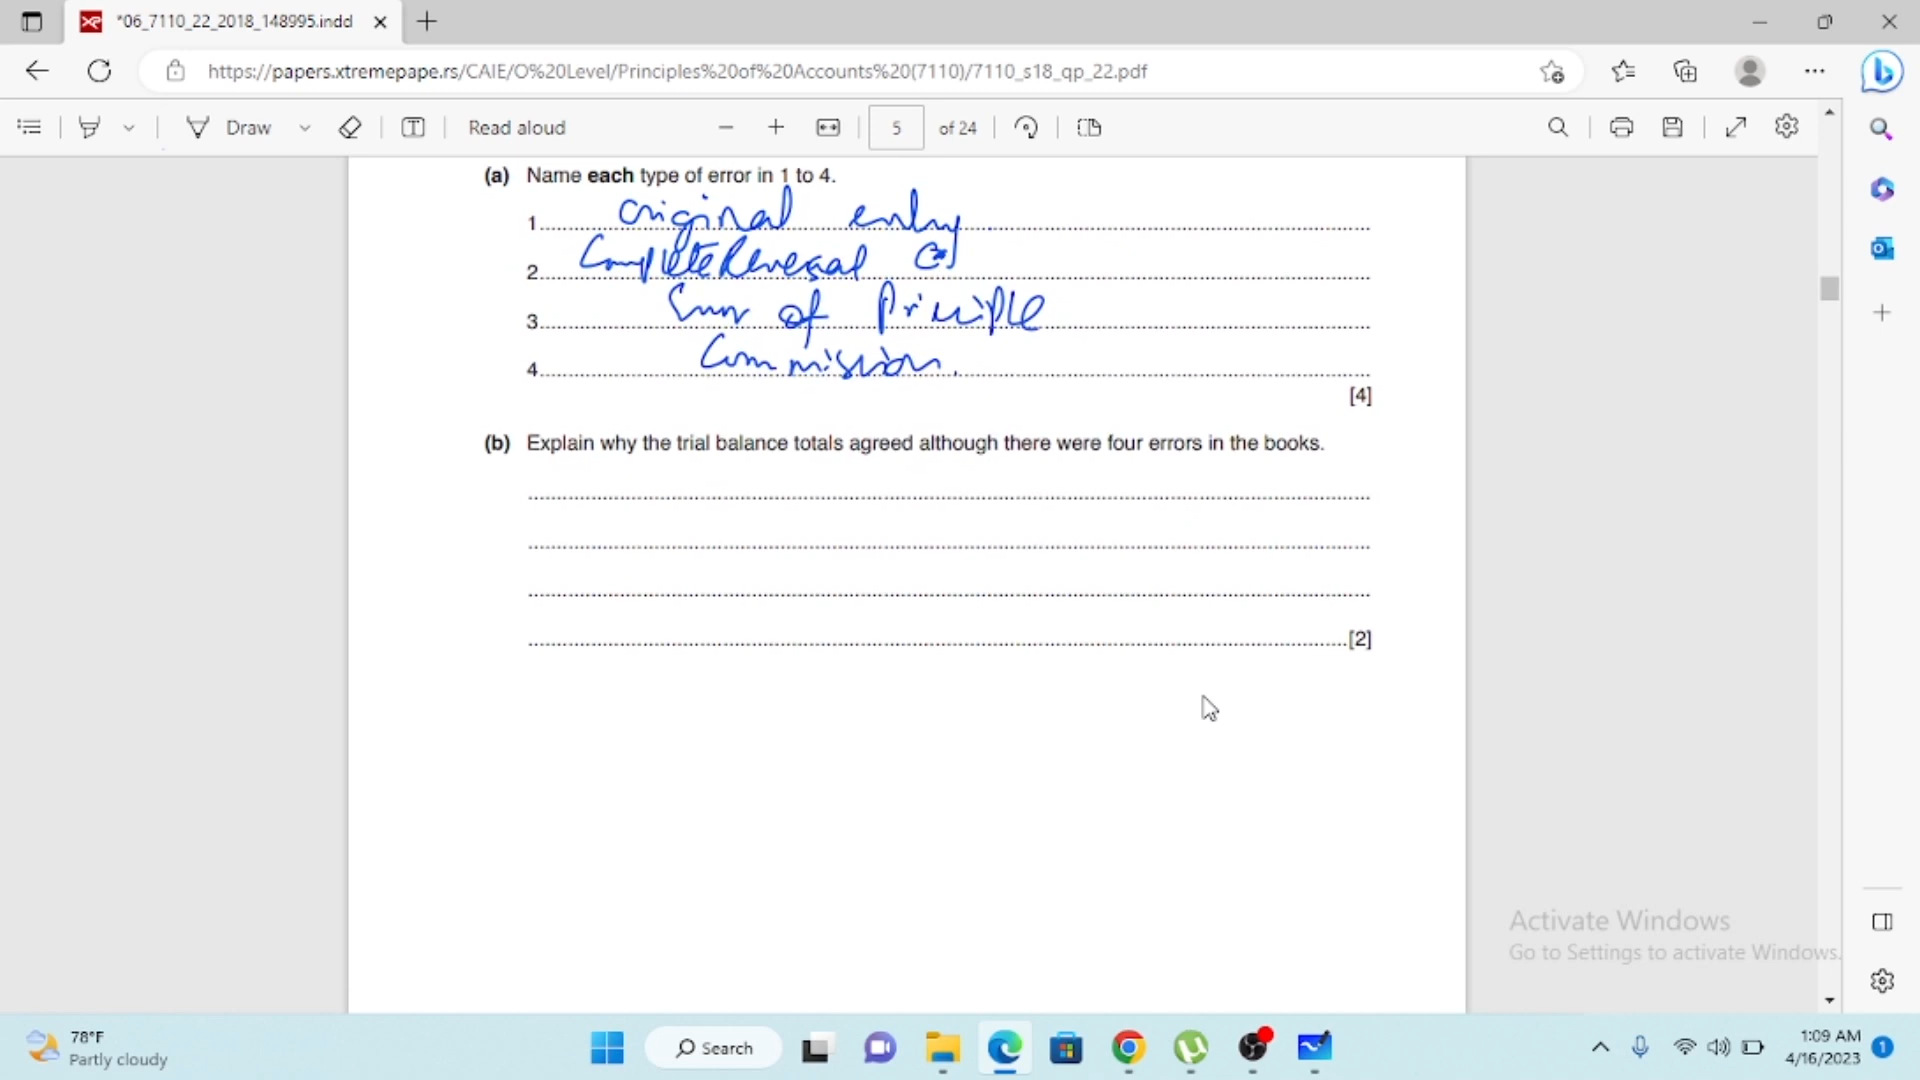 *06_7110_22_2018_148995.indd
https://papers.xtremepape.rs/CAIE/O%20Level/Principles%20of%20Accounts%20(7110)/7110_s18_qp_22.pdf
Draw
Read aloud
5
of 24
(a) Name each type of error in 1 to 4.
1 original entry
2 Complete Reversal
3 Error of Principle
4 Commission.
[4]
(b) Explain why the trial balance totals agreed although there were four errors in the books.
[2]
Activate Windows
Go to Settings to activate Windows.
78°F
Partly cloudy
Search
1:09 AM
4/16/2023
1